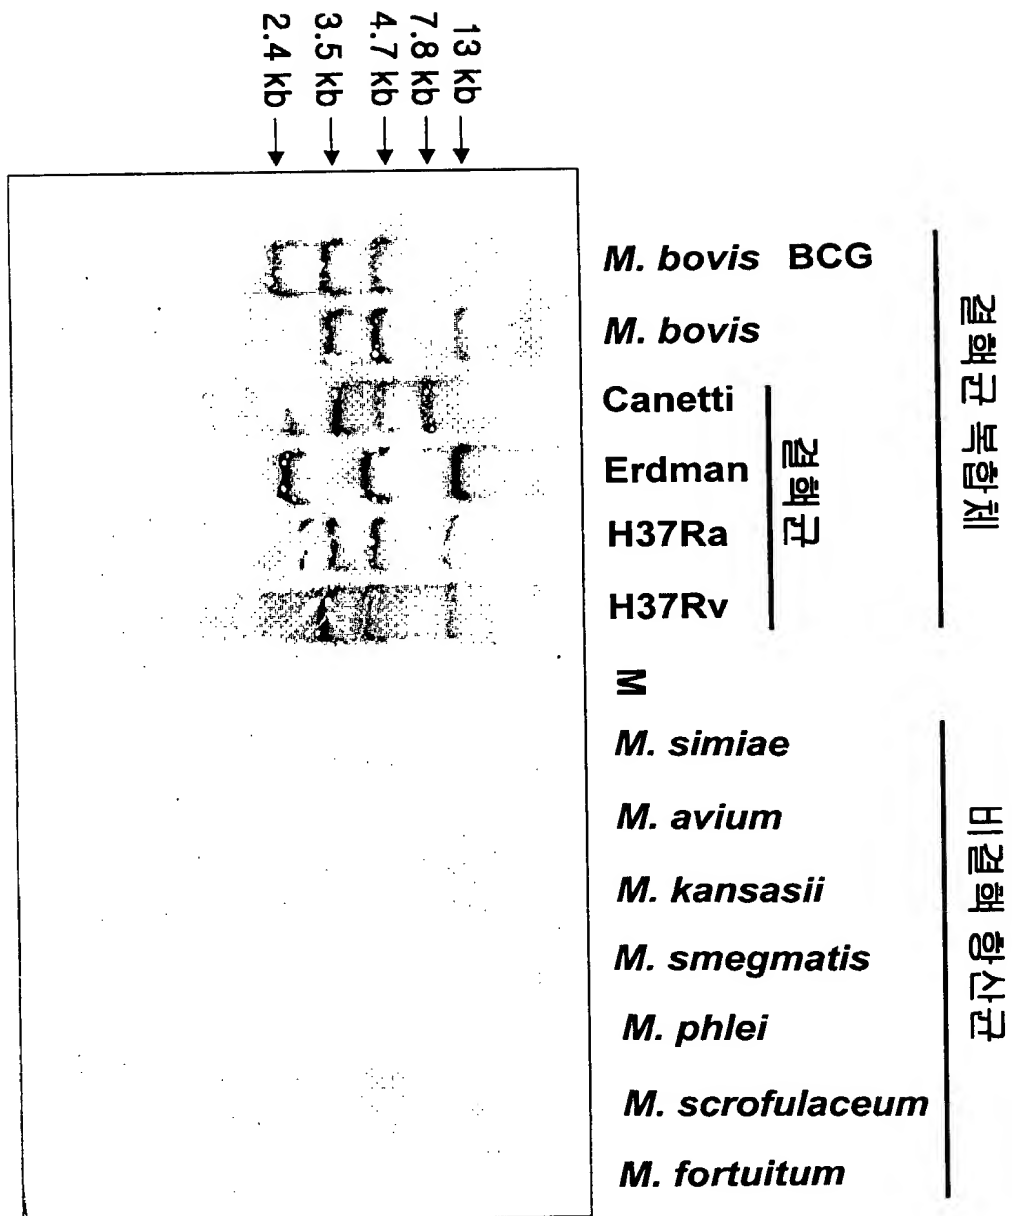 13 kb
7.8 kb
4.7 kb
3.5 kb
2.4 kb
결핵균 복합체
결핵균
비결핵 항산균
M. bovis BCG
M. bovis
Canetti
Erdman
H37Ra
H37Rv
M
M. simiae
M. avium
M. kansasii
M. smegmatis
M. phlei
M. scrofulaceum
M. fortuitum